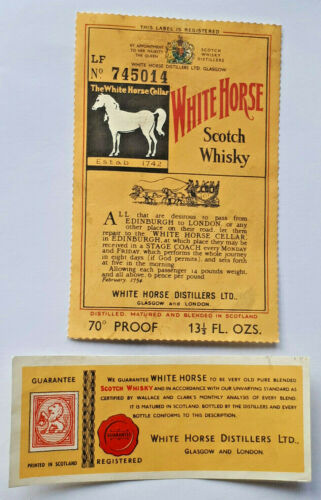 THIS LABEL IS REGISTERED
BY APPOINTMENT
TO HER
MAJESTY
THE QUEEN
SCOTCH
WHISKY
DISTILLERS
WHITE HORSE DISTILLERS LTD. GLASGOW
LF
No 745014
The White Horse Cellar
ESTABD 1742
WHITE HORSE
Scotch
Whisky
ALL that are desirous to pass from
EDINBURGH to LONDON, or any
other place on their road, let them
repair to the WHITE HORSE CELLAR,
in EDINBURGH, at which place they may be
received in a STAGE COACH every MONDAY
and FRIDAY, which performs the whole journey
in eight days (if God permits), and sets forth
at five in the morning.
Allowing each passenger 14 pounds weight,
and all above, 6 pence per pound
February, 1754
WHITE HORSE DISTILLERS LTD.,
GLASGOW AND LONDON.
DISTILLED, MATURED AND BLENDED IN SCOTLAND
70° PROOF 13⅓ FL. OZS.
GUARANTEE
PRINTED IN SCOTLAND
WE GUARANTEE WHITE HORSE TO BE VERY OLD PURE BLENDED
SCOTCH WHISKY AND IN ACCORDANCE WITH OUR UNVARYING STANDARD AS
CERTIFIED BY WALLACE AND CLARK'S MONTHLY ANALYSIS OF EVERY BLEND.
IT IS MATURED IN SCOTLAND. BOTTLED BY THE DISTILLERS AND EVERY
BOTTLE CONFORMS TO THIS DESCRIPTION.
GUARANTEE
REGISTERED
WHITE HORSE DISTILLERS LTD.,
GLASGOW AND LONDON.